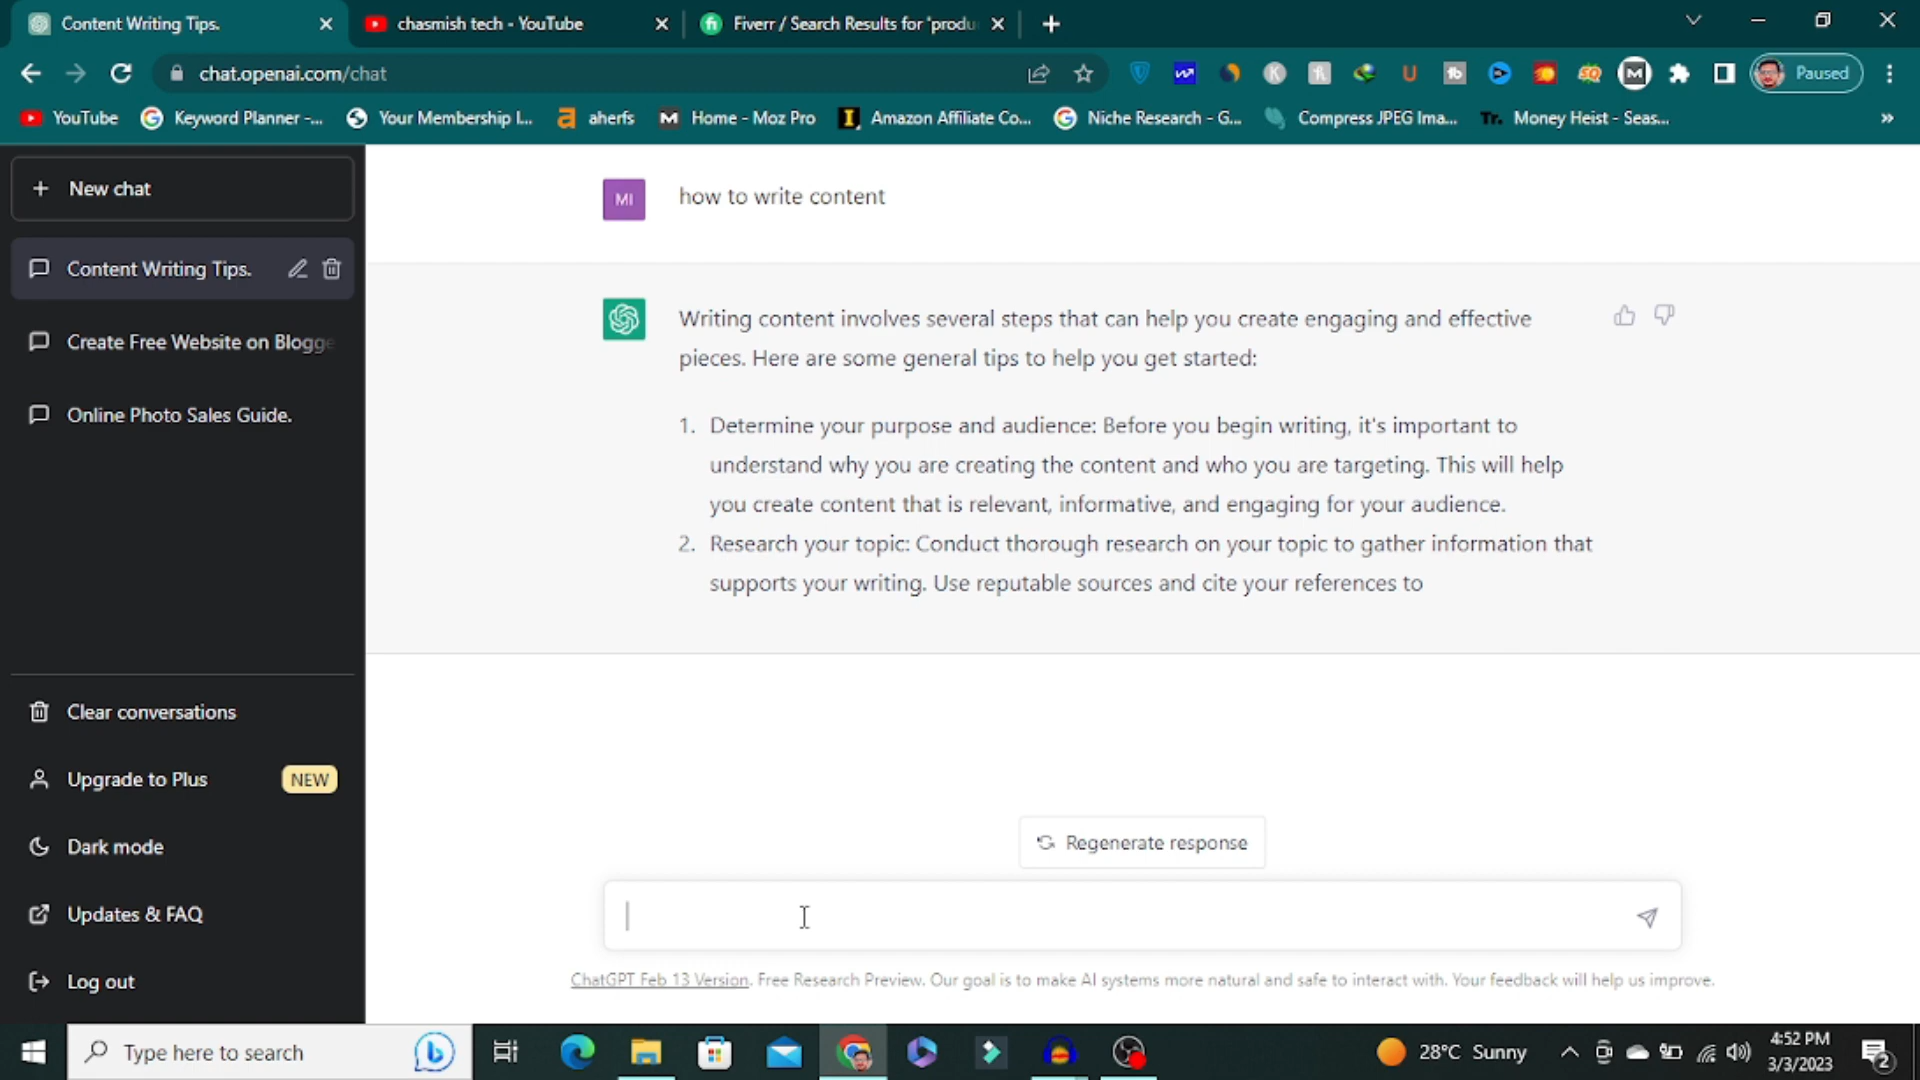 Content Writing Tips.
chasmish tech - YouTube
Fiverr / Search Results for 'produ
chat.openai.com/chat
Paused
YouTube
Keyword Planner -...
Your Membership I...
aherfs
Home - Moz Pro
Amazon Affiliate Co...
Niche Research - G...
Compress JPEG Ima...
Tr. Money Heist - Seas...
»
+ New chat
Content Writing Tips.
Create Free Website on Blogge
Online Photo Sales Guide.
Clear conversations
Upgrade to Plus NEW
Dark mode
Updates & FAQ
Log out
MI how to write content
Writing content involves several steps that can help you create engaging and effective
pieces. Here are some general tips to help you get started:
1. Determine your purpose and audience: Before you begin writing, it's important to
understand why you are creating the content and who you are targeting. This will help
you create content that is relevant, informative, and engaging for your audience.
2. Research your topic: Conduct thorough research on your topic to gather information that
supports your writing. Use reputable sources and cite your references to
Regenerate response
ChatGPT Feb 13 Version. Free Research Preview. Our goal is to make AI systems more natural and safe to interact with. Your feedback will help us improve.
Type here to search
28°C Sunny
4:52 PM
3/3/2023
2